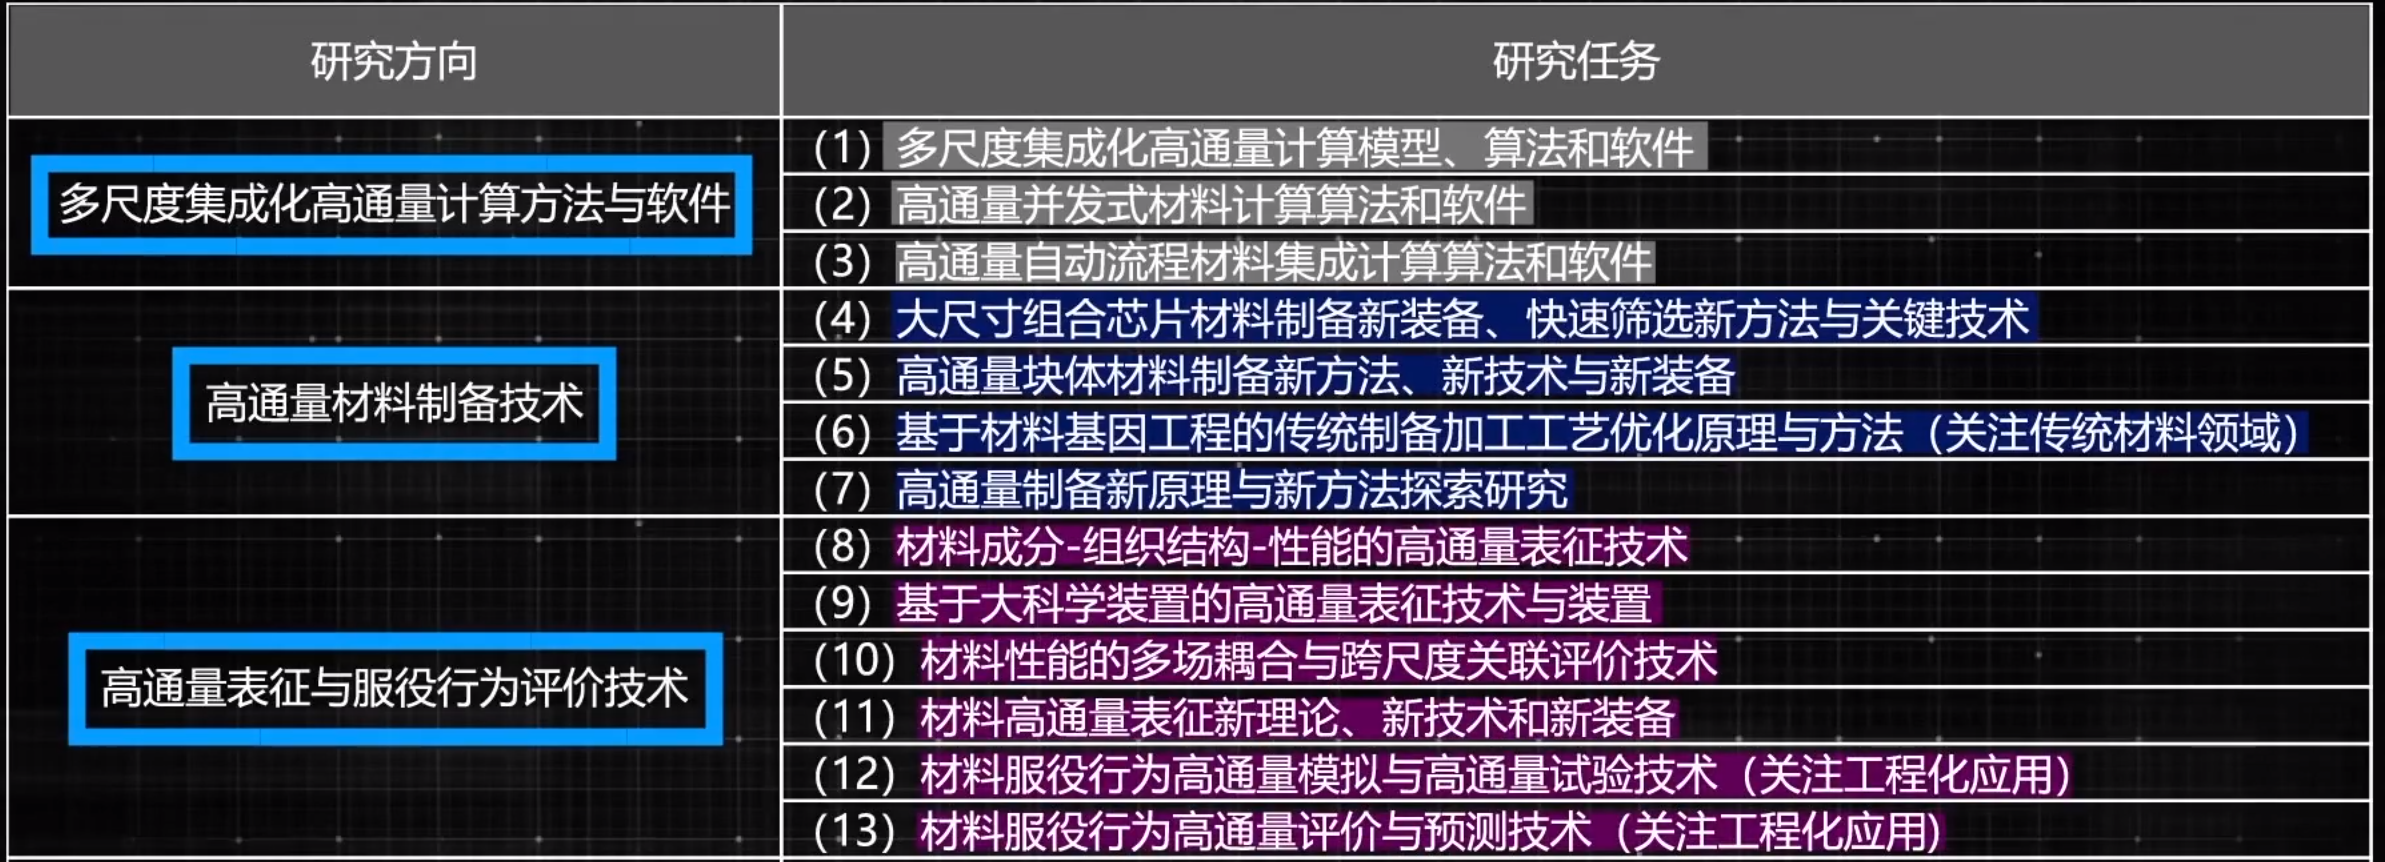 研究方向
研究任务
多尺度集成化高通量计算方法与软件
(1) 多尺度集成化高通量计算模型、算法和软件
(2) 高通量并发式材料计算算法和软件
(3) 高通量自动流程材料集成计算算法和软件
高通量材料制备技术
(4) 大尺寸组合芯片材料制备新装备、快速筛选新方法与关键技术
(5) 高通量块体材料制备新方法、新技术与新装备
(6) 基于材料基因工程的传统制备加工工艺优化原理与方法（关注传统材料领域）
(7) 高通量制备新原理与新方法探索研究
高通量表征与服役行为评价技术
(8) 材料成分-组织结构-性能的高通量表征技术
(9) 基于大科学装置的高通量表征技术与装置
(10) 材料性能的多场耦合与跨尺度关联评价技术
(11) 材料高通量表征新理论、新技术和新装备
(12) 材料服役行为高通量模拟与高通量试验技术（关注工程化应用）
(13) 材料服役行为高通量评价与预测技术（关注工程化应用)